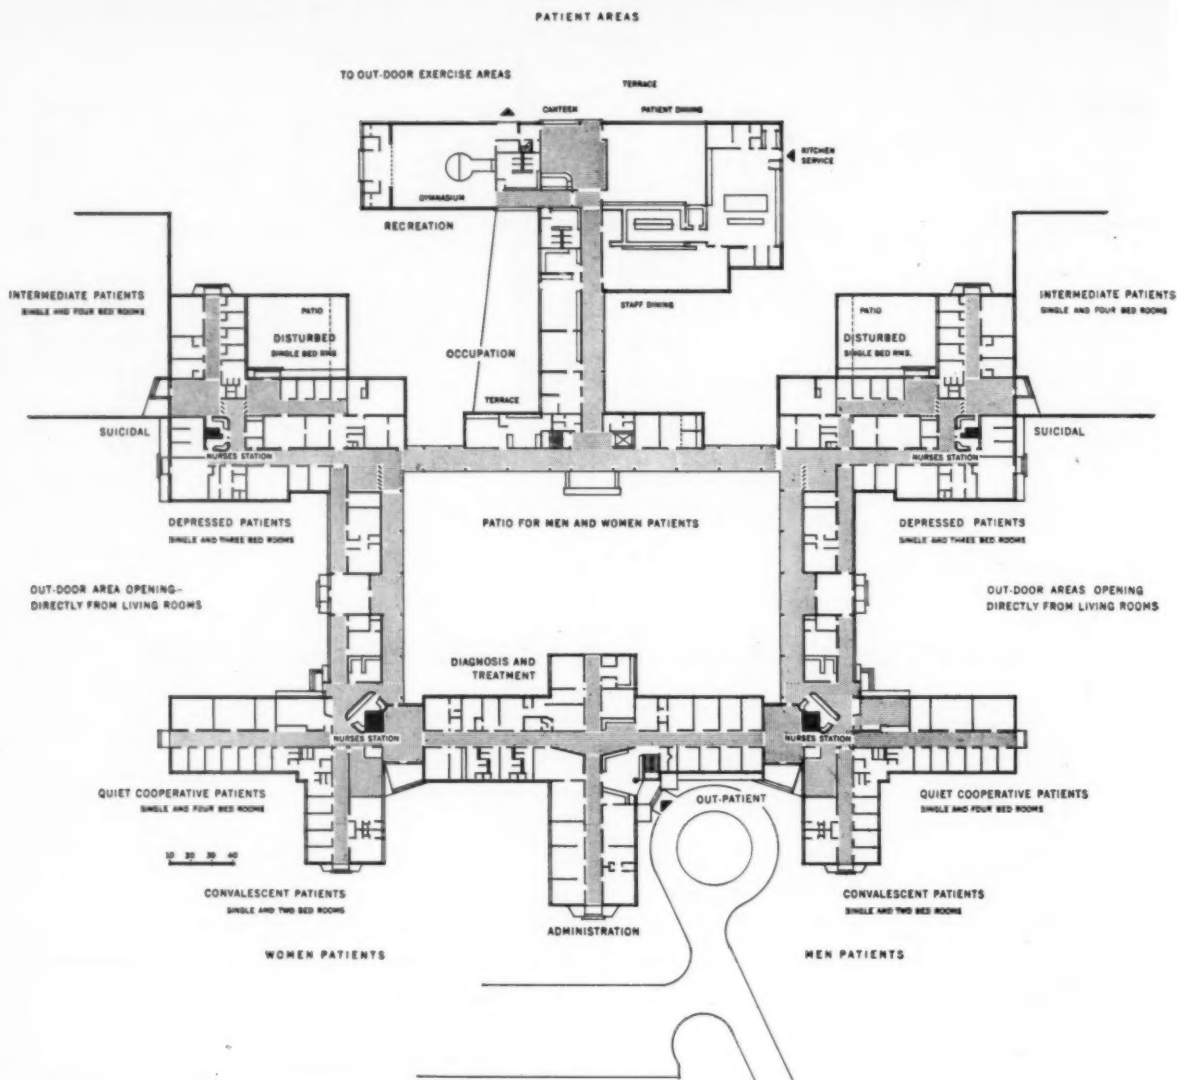 PATIENT AREAS
TO OUT-DOOR EXERCISE AREAS
TERRACE
CANTEEN
PATIENT DINING
KITCHEN
SERVICE
GYMNASIUM
RECREATION
INTERMEDIATE PATIENTS
SINGLE AND FOUR BED ROOMS
PATIO
DISTURBED
SINGLE BED RMS.
STAFF DINING
PATIO
DISTURBED
SINGLE BED RMS.
INTERMEDIATE PATIENTS
SINGLE AND FOUR BED ROOMS
OCCUPATION
TERRACE
SUICIDAL
NURSES STATION
NURSES STATION
SUICIDAL
DEPRESSED PATIENTS
SINGLE AND THREE BED ROOMS
PATIO FOR MEN AND WOMEN PATIENTS
DEPRESSED PATIENTS
SINGLE AND THREE BED ROOMS
OUT-DOOR AREA OPENING—
DIRECTLY FROM LIVING ROOMS
OUT-DOOR AREAS OPENING
DIRECTLY FROM LIVING ROOMS
DIAGNOSIS AND
TREATMENT
NURSES STATION
NURSES STATION
QUIET COOPERATIVE PATIENTS
SINGLE AND FOUR BED ROOMS
OUT-PATIENT
QUIET COOPERATIVE PATIENTS
SINGLE AND FOUR BED ROOMS
10 20 30 40
CONVALESCENT PATIENTS
SINGLE AND TWO BED ROOMS
CONVALESCENT PATIENTS
SINGLE AND TWO BED ROOMS
ADMINISTRATION
WOMEN PATIENTS
MEN PATIENTS